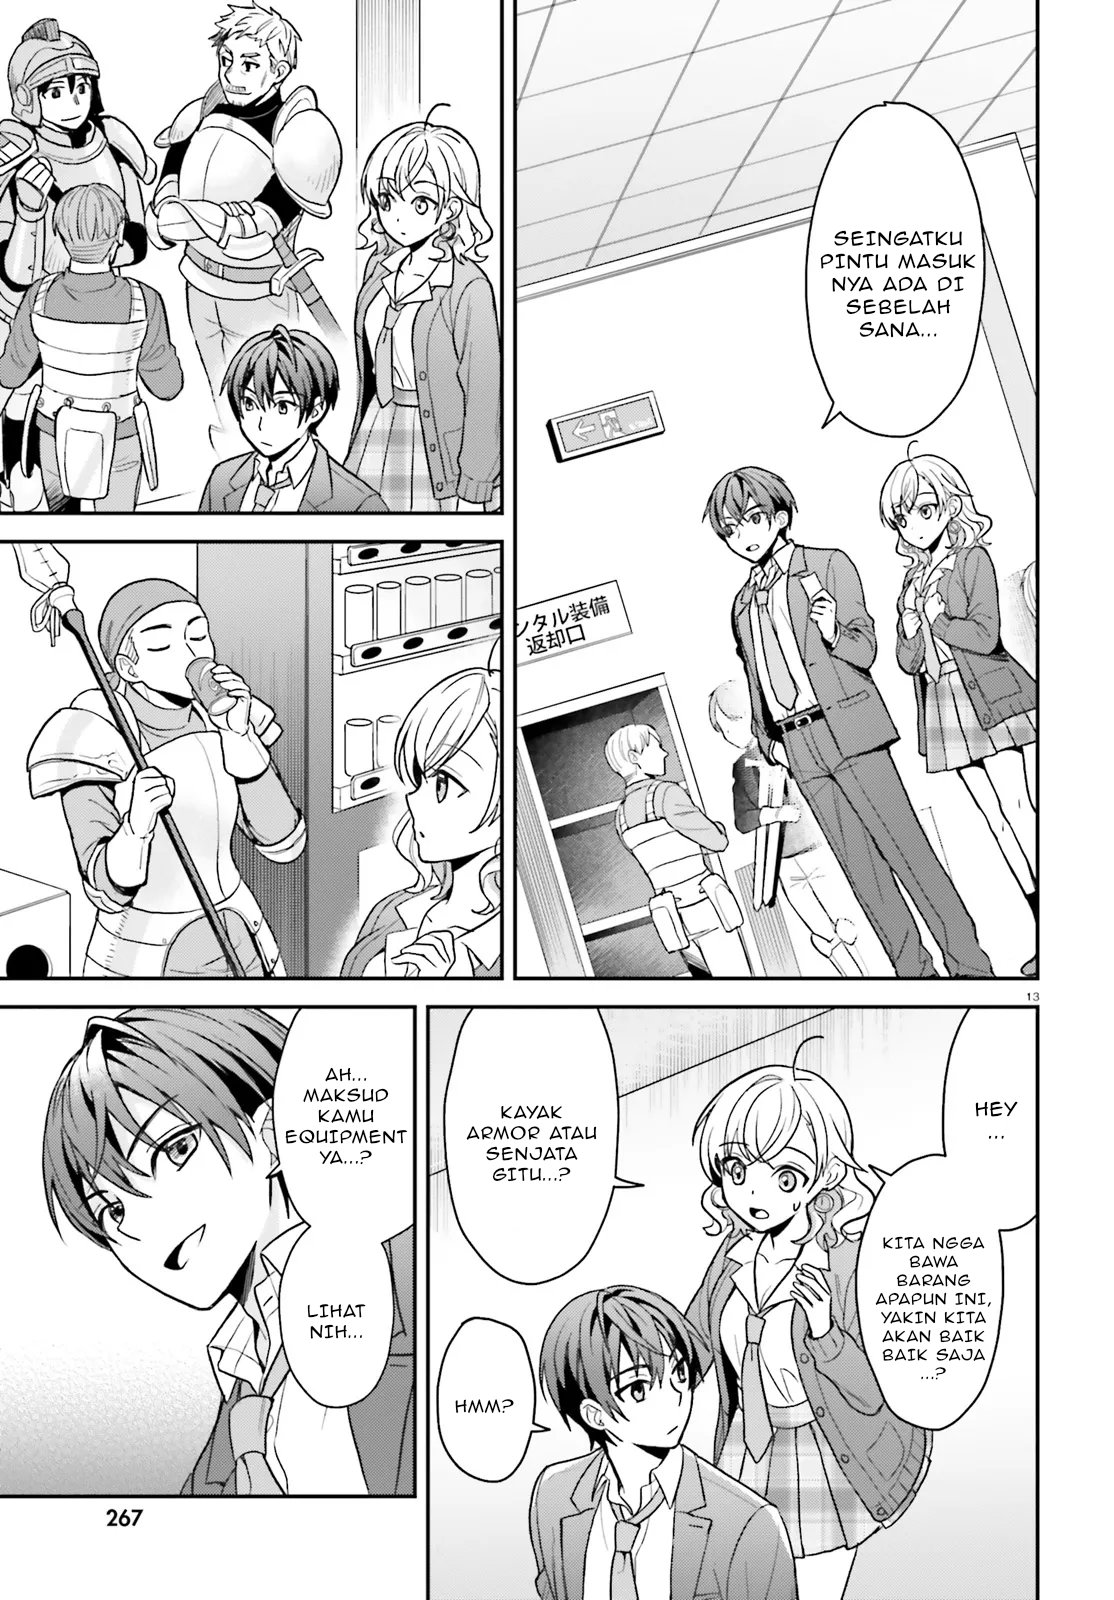 SEINGATKU
PINTU MASUK
NYA ADA DI
SEBELAH
SANA...
ンタル装備
返却口
13
HEY
...
KITA NGGA
BAWA
BARANG
APAPUN INI,
YAKIN KITA
AKAN BAIK
BAIK SAJA
...?
KAYAK
ARMOR ATAU
SENJATA
GITU...?
HMM?
AH...
MAKSUD
KAMU
EQUIPMENT
YA...?
LIHAT
NIH...
267